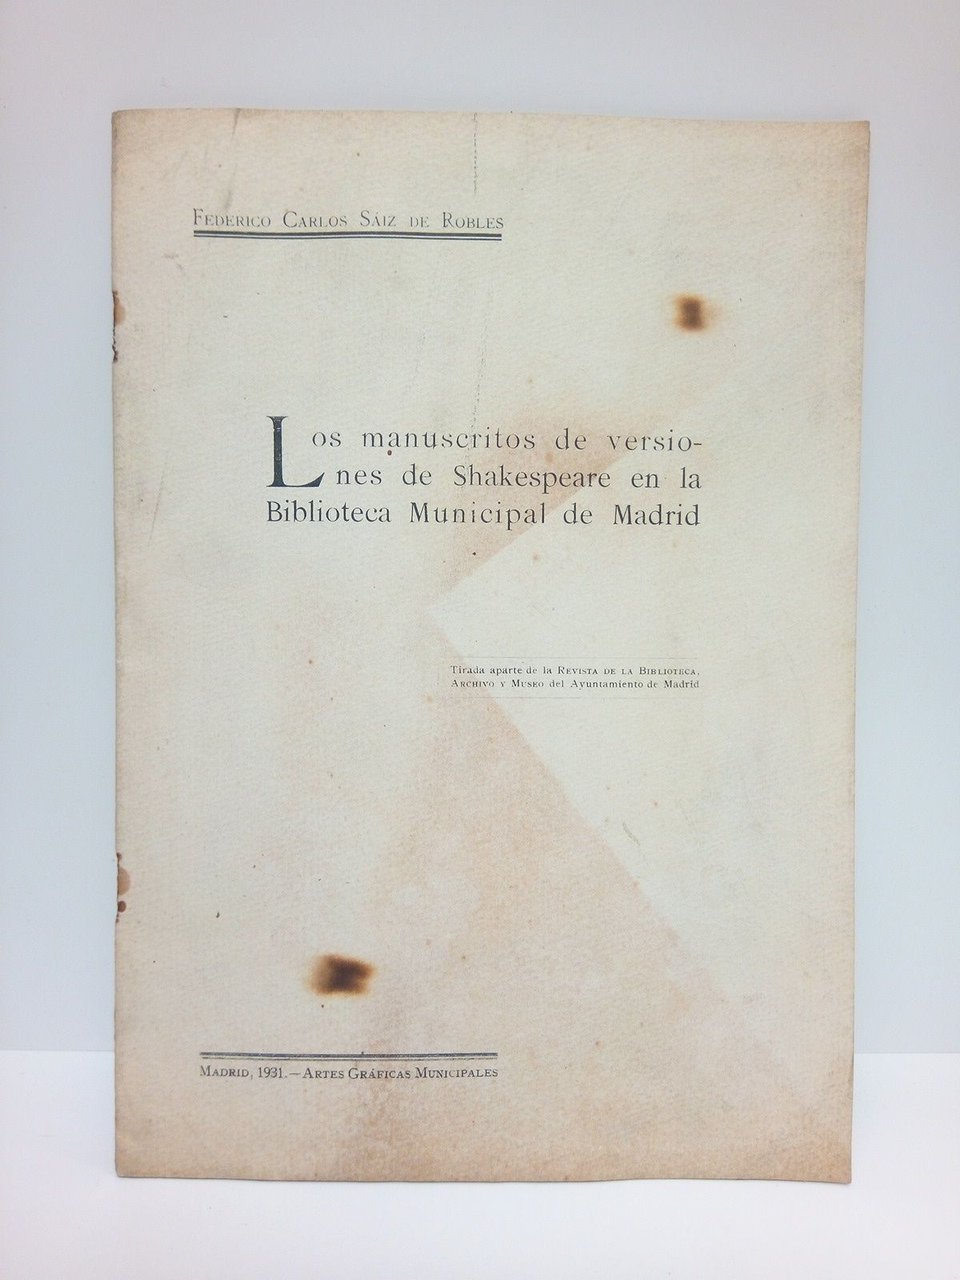 Federico Carlos Sáiz de Robles
Los manuscritos de versio-
nes de Shakespeare en la
Biblioteca Municipal de Madrid
Tirada aparte de la Revista de la Biblioteca,
Archivo y Museo del Ayuntamiento de Madrid
Madrid, 1931.—Artes Gráficas Municipales